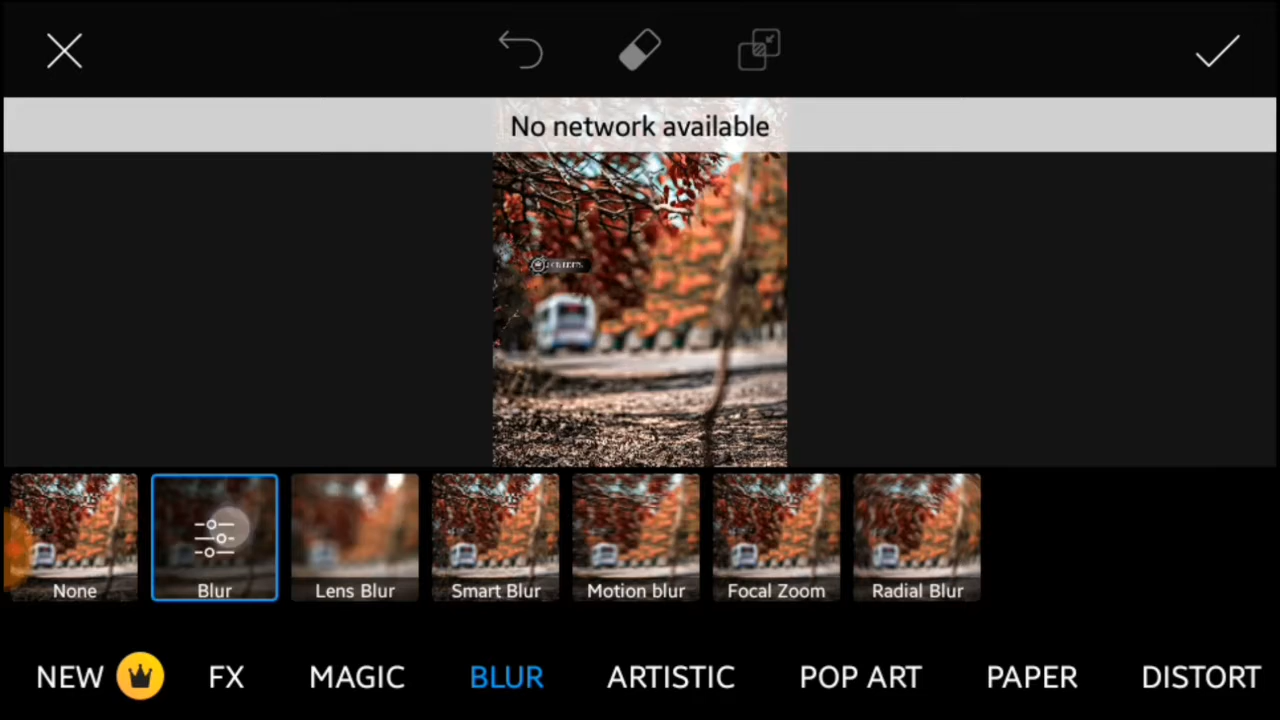 No network available
None
Blur
Lens Blur
Smart Blur
Motion blur
Focal Zoom
Radial Blur
NEW
FX
MAGIC
BLUR
ARTISTIC
POP ART
PAPER
DISTORT